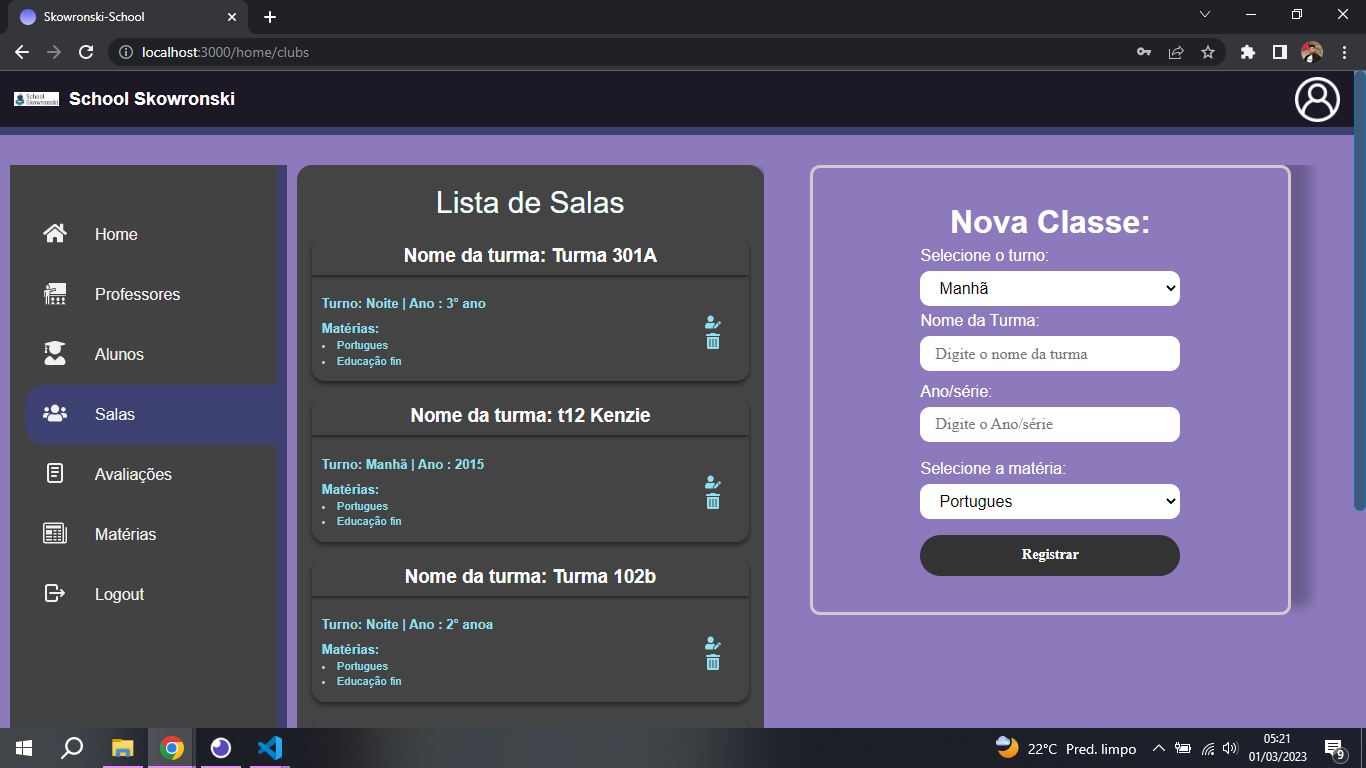 Skowronski-School
localhost:3000/home/clubs
School Skowronski
School Skowronski
Home
Professores
Alunos
Salas
Avaliações
Matérias
Logout
Lista de Salas
Nome da turma: Turma 301A
Turno: Noite | Ano : 3° ano
Matérias:
• Portugues
• Educação fin
Nome da turma: t12 Kenzie
Turno: Manhã | Ano : 2015
Matérias:
• Portugues
• Educação fin
Nome da turma: Turma 102b
Turno: Noite | Ano : 2° anoa
Matérias:
• Portugues
• Educação fin
Nova Classe:
Selecione o turno:
Manhã
Nome da Turma:
Digite o nome da turma
Ano/série:
Digite o Ano/série
Selecione a matéria:
Portugues
Registrar
22°C Pred. limpo
05:21
01/03/2023
9